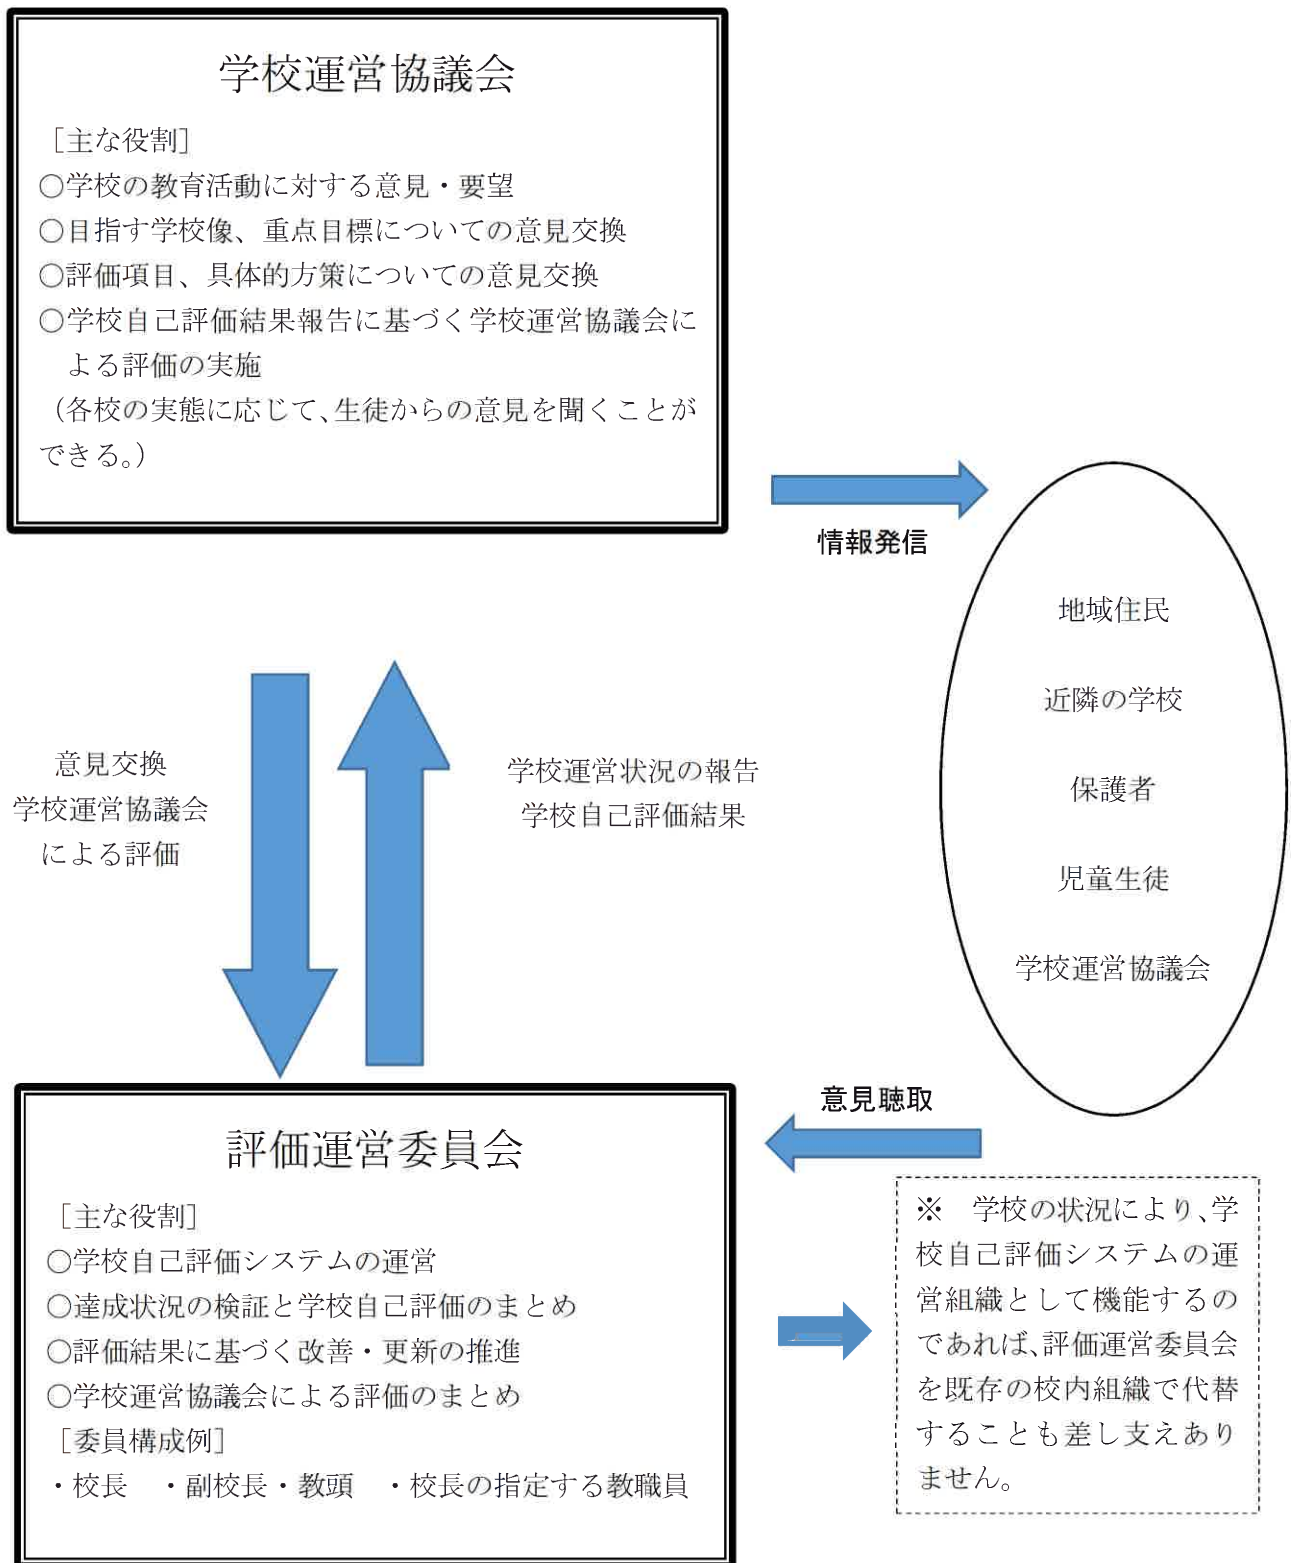 学校運営協議会
［主な役割］
○学校の教育活動に対する意見・要望
○目指す学校像、重点目標についての意見交換
○評価項目、具体的方策についての意見交換
○学校自己評価結果報告に基づく学校運営協議会に
よる評価の実施
（各校の実態に応じて、生徒からの意見を聞くことが
できる。）
情報発信
地域住民
近隣の学校
保護者
児童生徒
学校運営協議会
意見交換
学校運営協議会
による評価
学校運営状況の報告
学校自己評価結果
意見聴取
評価運営委員会
［主な役割］
○学校自己評価システムの運営
○達成状況の検証と学校自己評価のまとめ
○評価結果に基づく改善・更新の推進
○学校運営協議会による評価のまとめ
［委員構成例］
・校長　・副校長・教頭　・校長の指定する教職員
※　学校の状況により、学
校自己評価システムの運
営組織として機能するの
であれば、評価運営委員会
を既存の校内組織で代替
することも差し支えあり
ません。